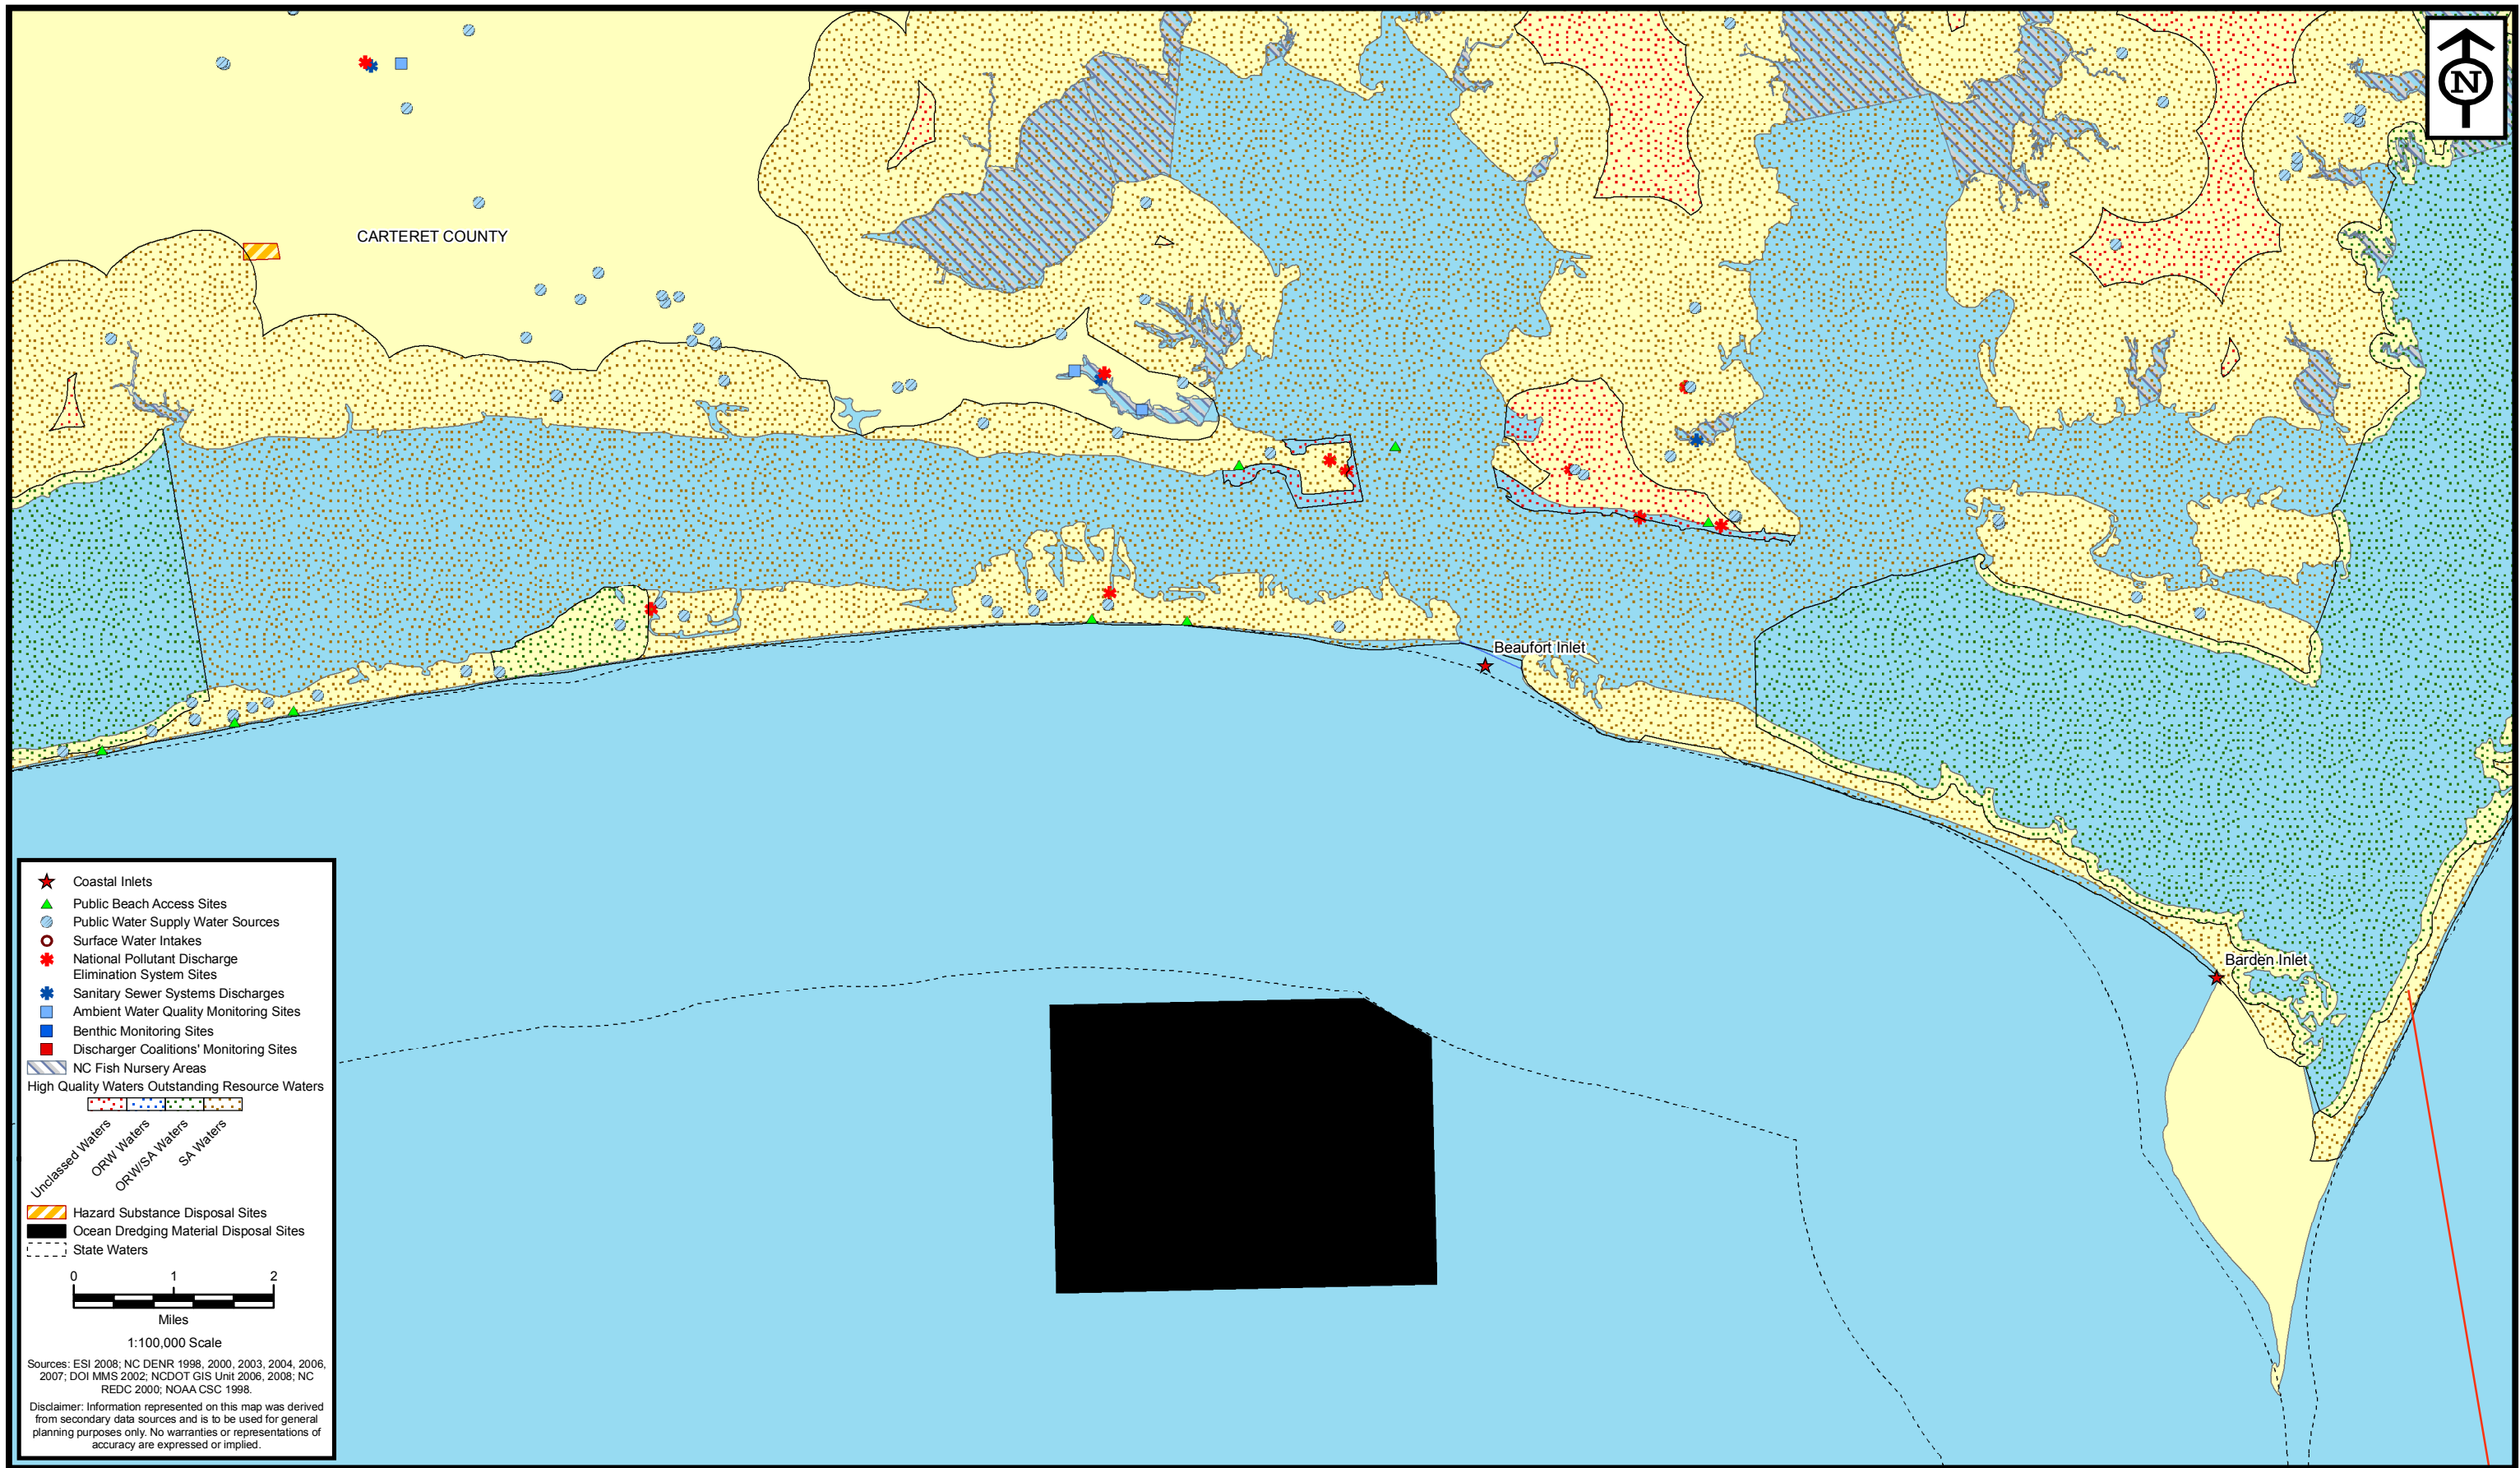 N
CARTERET COUNTY
Beaufort Inlet
Barden Inlet
Coastal Inlets
Public Beach Access Sites
Public Water Supply Water Sources
Surface Water Intakes
National Pollutant Discharge
Elimination System Sites
Sanitary Sewer Systems Discharges
Ambient Water Quality Monitoring Sites
Benthic Monitoring Sites
Discharger Coalitions' Monitoring Sites
NC Fish Nursery Areas
High Quality Waters Outstanding Resource Waters
Unclassed Waters
ORW Waters
ORW/SA Waters
SA Waters
Hazard Substance Disposal Sites
Ocean Dredging Material Disposal Sites
State Waters
0 1 2
Miles
1:100,000 Scale
Sources: ESI 2008; NC DENR 1998, 2000, 2003, 2004, 2006,
2007; DOI MMS 2002; NCDOT GIS Unit 2006, 2008; NC
REDC 2000; NOAA CSC 1998.
Disclaimer: Information represented on this map was derived
from secondary data sources and is to be used for general
planning purposes only. No warranties or representations of
accuracy are expressed or implied.